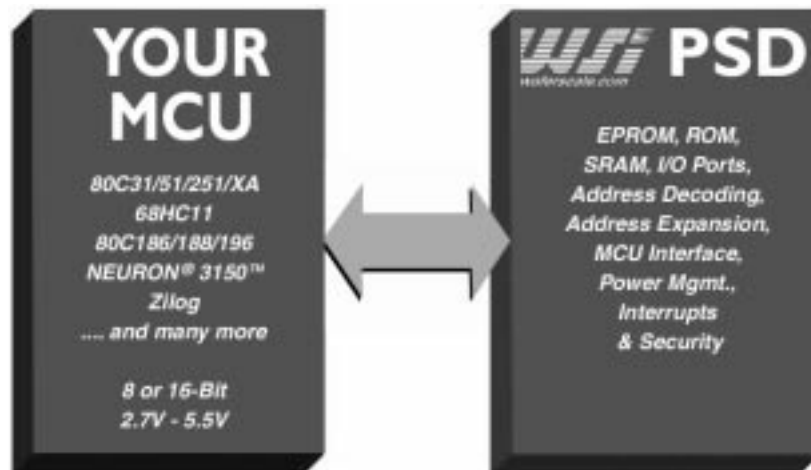 YOUR
MCU
80C31/51/251/XA
68HC11
80C186/188/196
NEURON® 3150™
Zilog
.... and many more
8 or 16-Bit
2.7V - 5.5V
WSi PSD
waferscale.com
EPROM, ROM,
SRAM, I/O Ports,
Address Decoding,
Address Expansion,
MCU Interface,
Power Mgmt.,
Interrupts
& Security